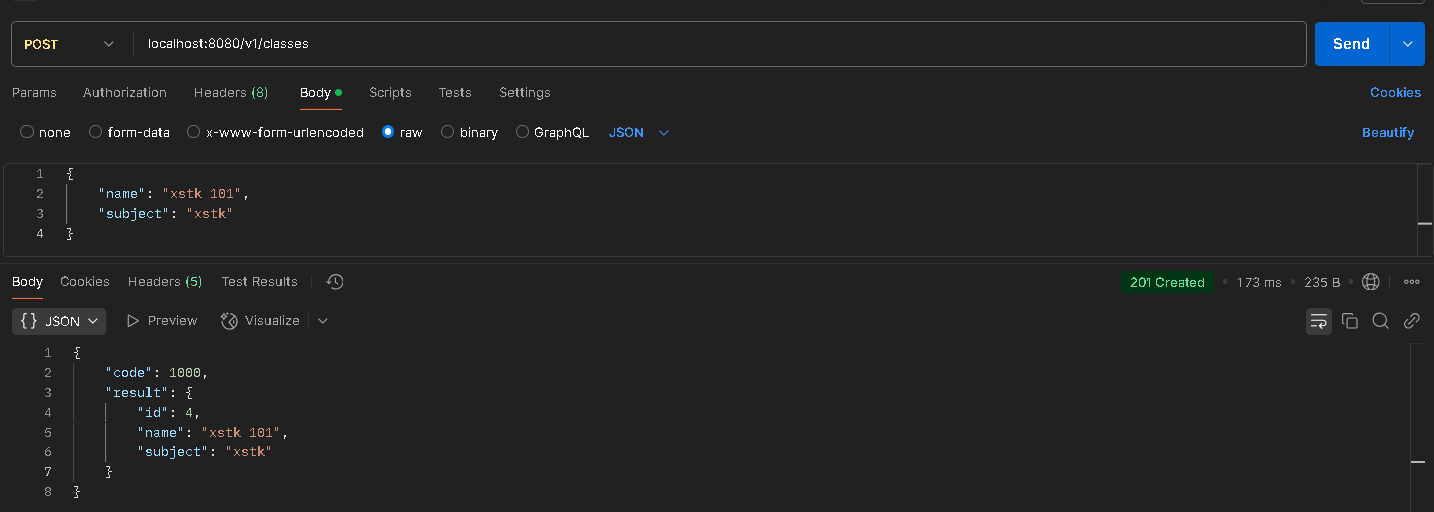 POST localhost:8080/v1/classes Send
Params Authorization Headers (8) Body Scripts Tests Settings Cookies
none form-data x-www-form-urlencoded raw binary GraphQL JSON Beautify
1 {
2 "name": "xstk 101",
3 "subject": "xstk"
4 }
Body Cookies Headers (5) Test Results 201 Created • 173 ms • 235 B •
{} JSON Preview Visualize
1 {
2 "code": 1000,
3 "result": {
4 "id": 4,
5 "name": "xstk 101",
6 "subject": "xstk"
7 }
8 }